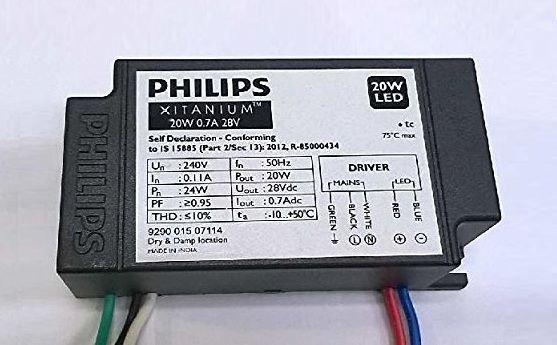 PHILIPS
PHILIPS
XITANIUM™
20W 0.7A 28V
20W
LED
Self Declaration - Conforming
to IS 15885 (Part 2/Sec 13): 2012, R-85000434
• tc
75°C max
Un : 240V fn : 50Hz
In : 0.11A Pout : 20W
Pn : 24W Uout : 28Vdc
PF : ≥0.95 Iout : 0.7Adc
THD : ≤10% ta : -10...+50°C
DRIVER
MAINS LED
GREEN BLACK WHITE RED BLUE
L N + -
9290 015 07114
Dry & Damp location
MADE IN INDIA